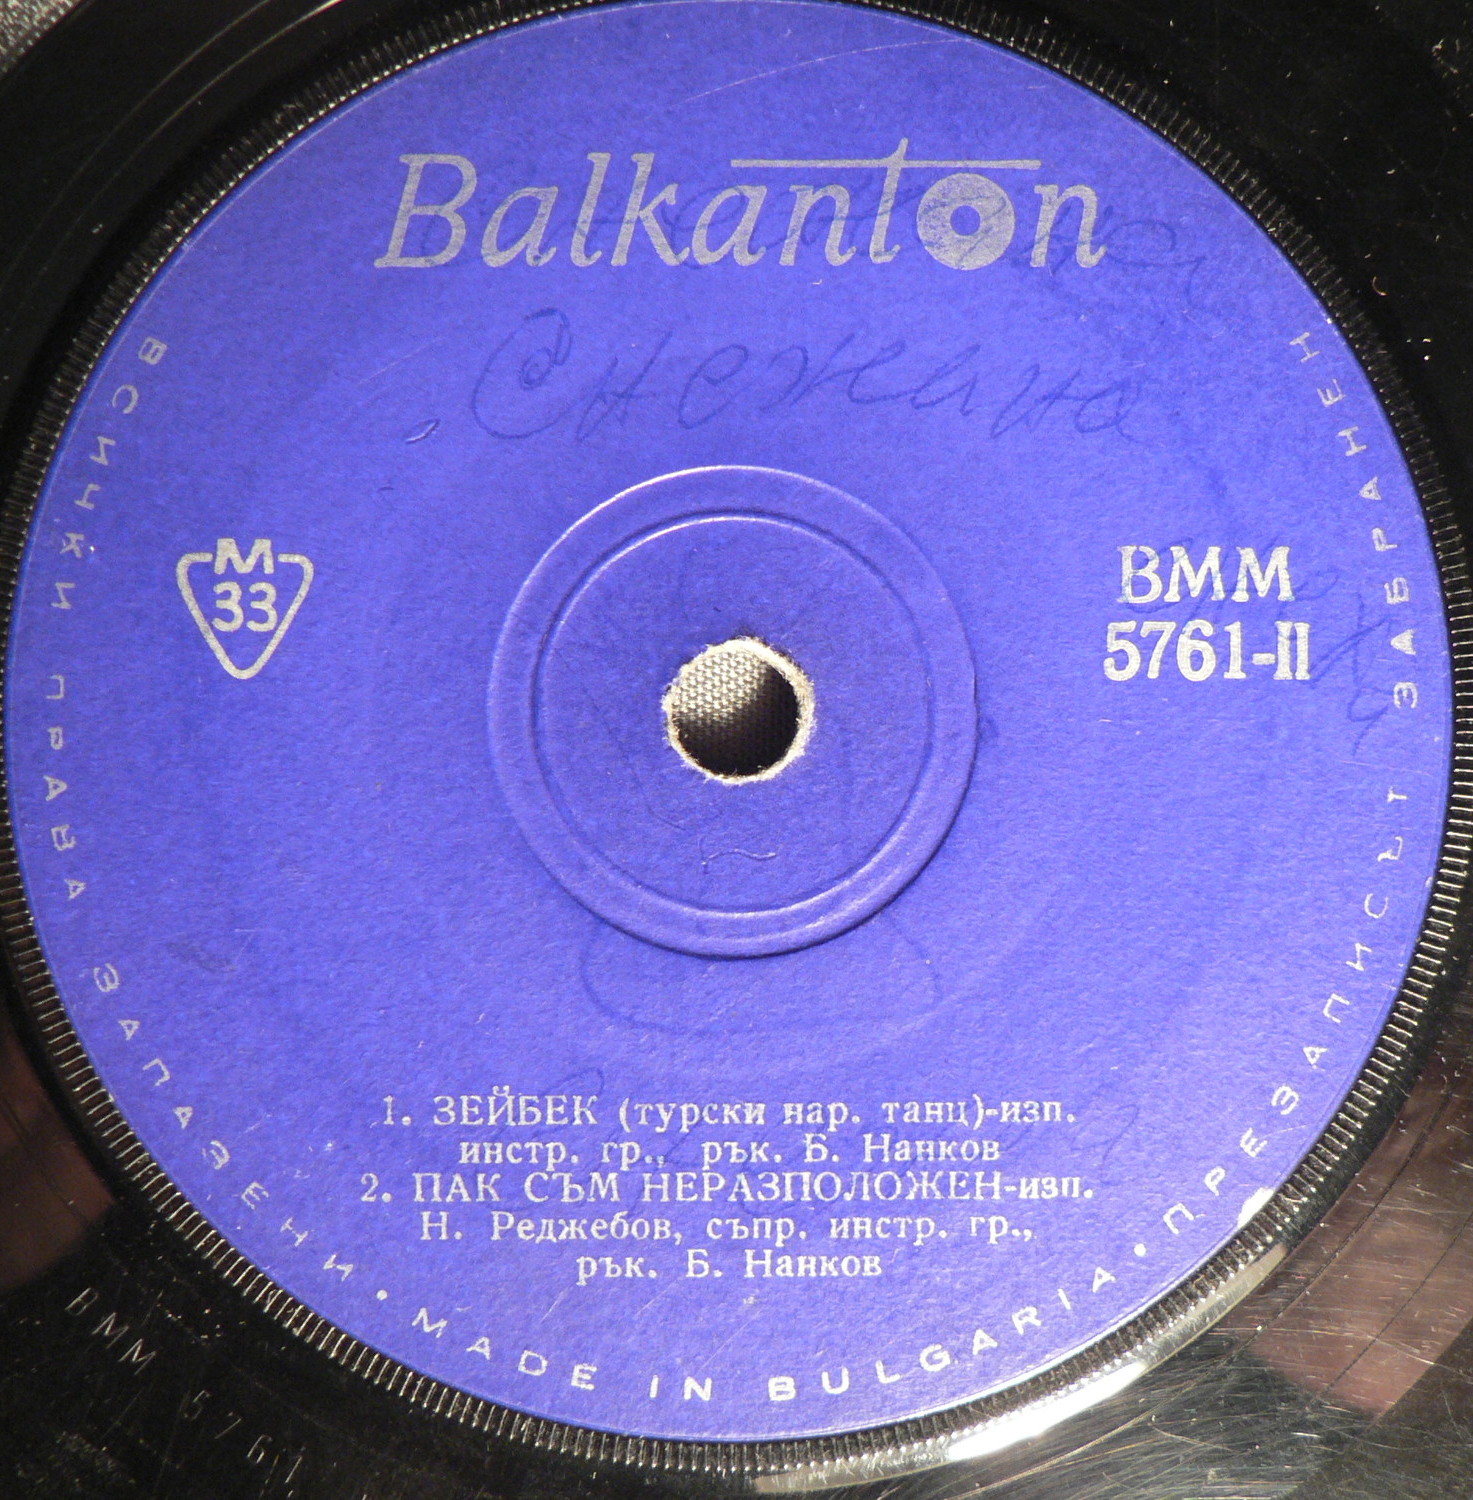 Balkanton
Снежина
М
33
ВММ
5761-II
1. ЗЕЙБЕК (турски нар. танц)-изп.
инстр. гр., рък. Б. Нанков
2. ПАК СЪМ НЕРАЗПОЛОЖЕН-изп.
Н. Реджебов, съпр. инстр. гр.,
рък. Б. Нанков
ВСИЧКИ ПРАВА ЗАПАЗЕНИ • MADE IN BULGARIA • ПРЕЗАПИСЪТ ЗАБРАНЕН
ВММ 5761